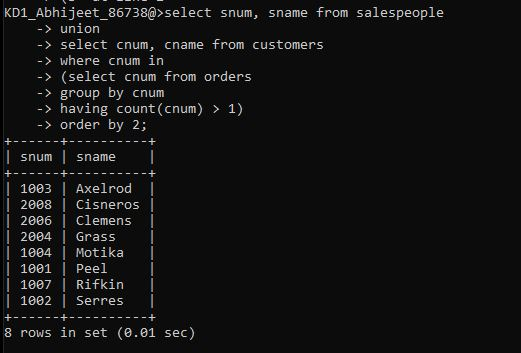 KD1_Abhijeet_86738@>select snum, sname from salespeople
-> union
-> select cnum, cname from customers
-> where cnum in
-> (select cnum from orders
-> group by cnum
-> having count(cnum) > 1)
-> order by 2;
+------+----------+
| snum | sname    |
+------+----------+
| 1003 | Axelrod  |
| 2008 | Cisneros |
| 2006 | Clemens  |
| 2004 | Grass    |
| 1004 | Motika   |
| 1001 | Peel     |
| 1007 | Rifkin   |
| 1002 | Serres   |
+------+----------+
8 rows in set (0.01 sec)